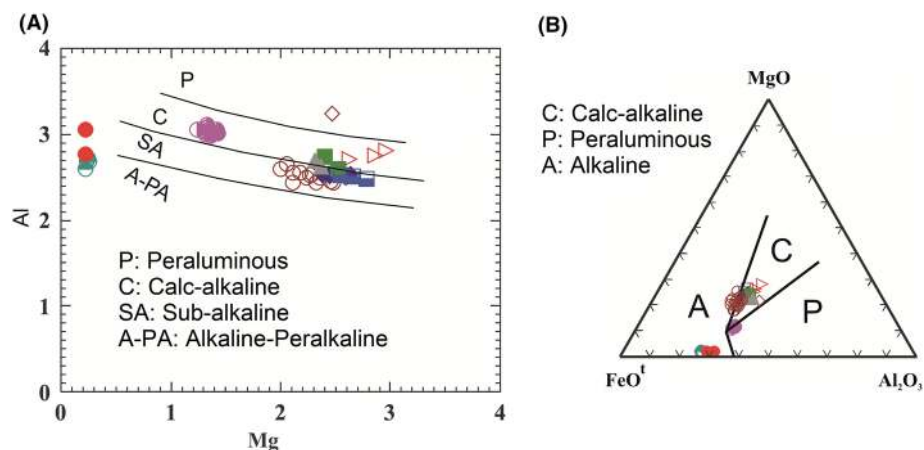 (A)
4
3
2
1
0
0
1
2
3
4
Al
Mg
P
C
SA
A-PA
P: Peraluminous
C: Calc-alkaline
SA: Sub-alkaline
A-PA: Alkaline-Peralkaline
(B)
MgO
C: Calc-alkaline
P: Peraluminous
A: Alkaline
C
A
P
FeOᵗ
Al₂O₃